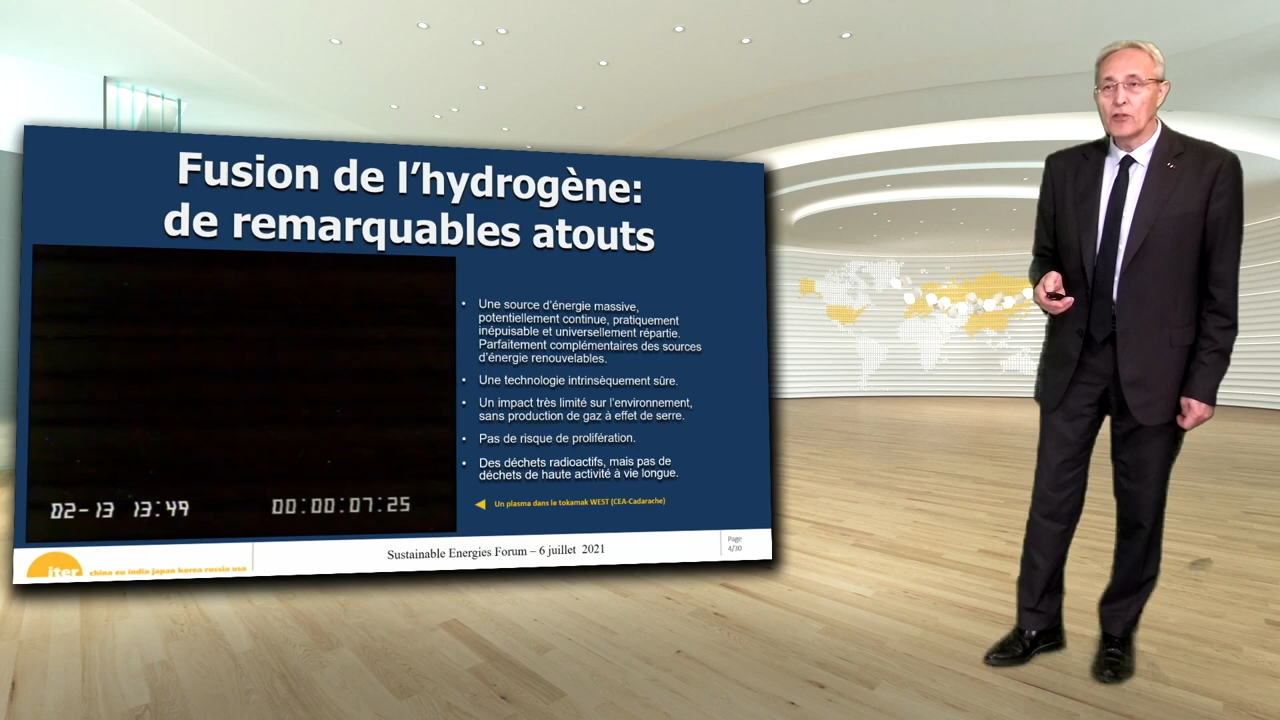 Fusion de l’hydrogène:
de remarquables atouts
• Une source d’énergie massive,
potentiellement continue, pratiquement
inépuisable et universellement répartie.
Parfaitement complémentaires des sources
d’énergie renouvelables.
• Une technologie intrinsèquement sûre.
• Un impact très limité sur l’environnement,
sans production de gaz à effet de serre.
• Pas de risque de prolifération.
• Des déchets radioactifs, mais pas de
déchets de haute activité à vie longue.
Un plasma dans le tokamak WEST (CEA-Cadarache)
02-13 13:49 00:00:07:25
iter china eu india japan korea russia usa
Sustainable Energies Forum – 6 juillet 2021
Page
4/30